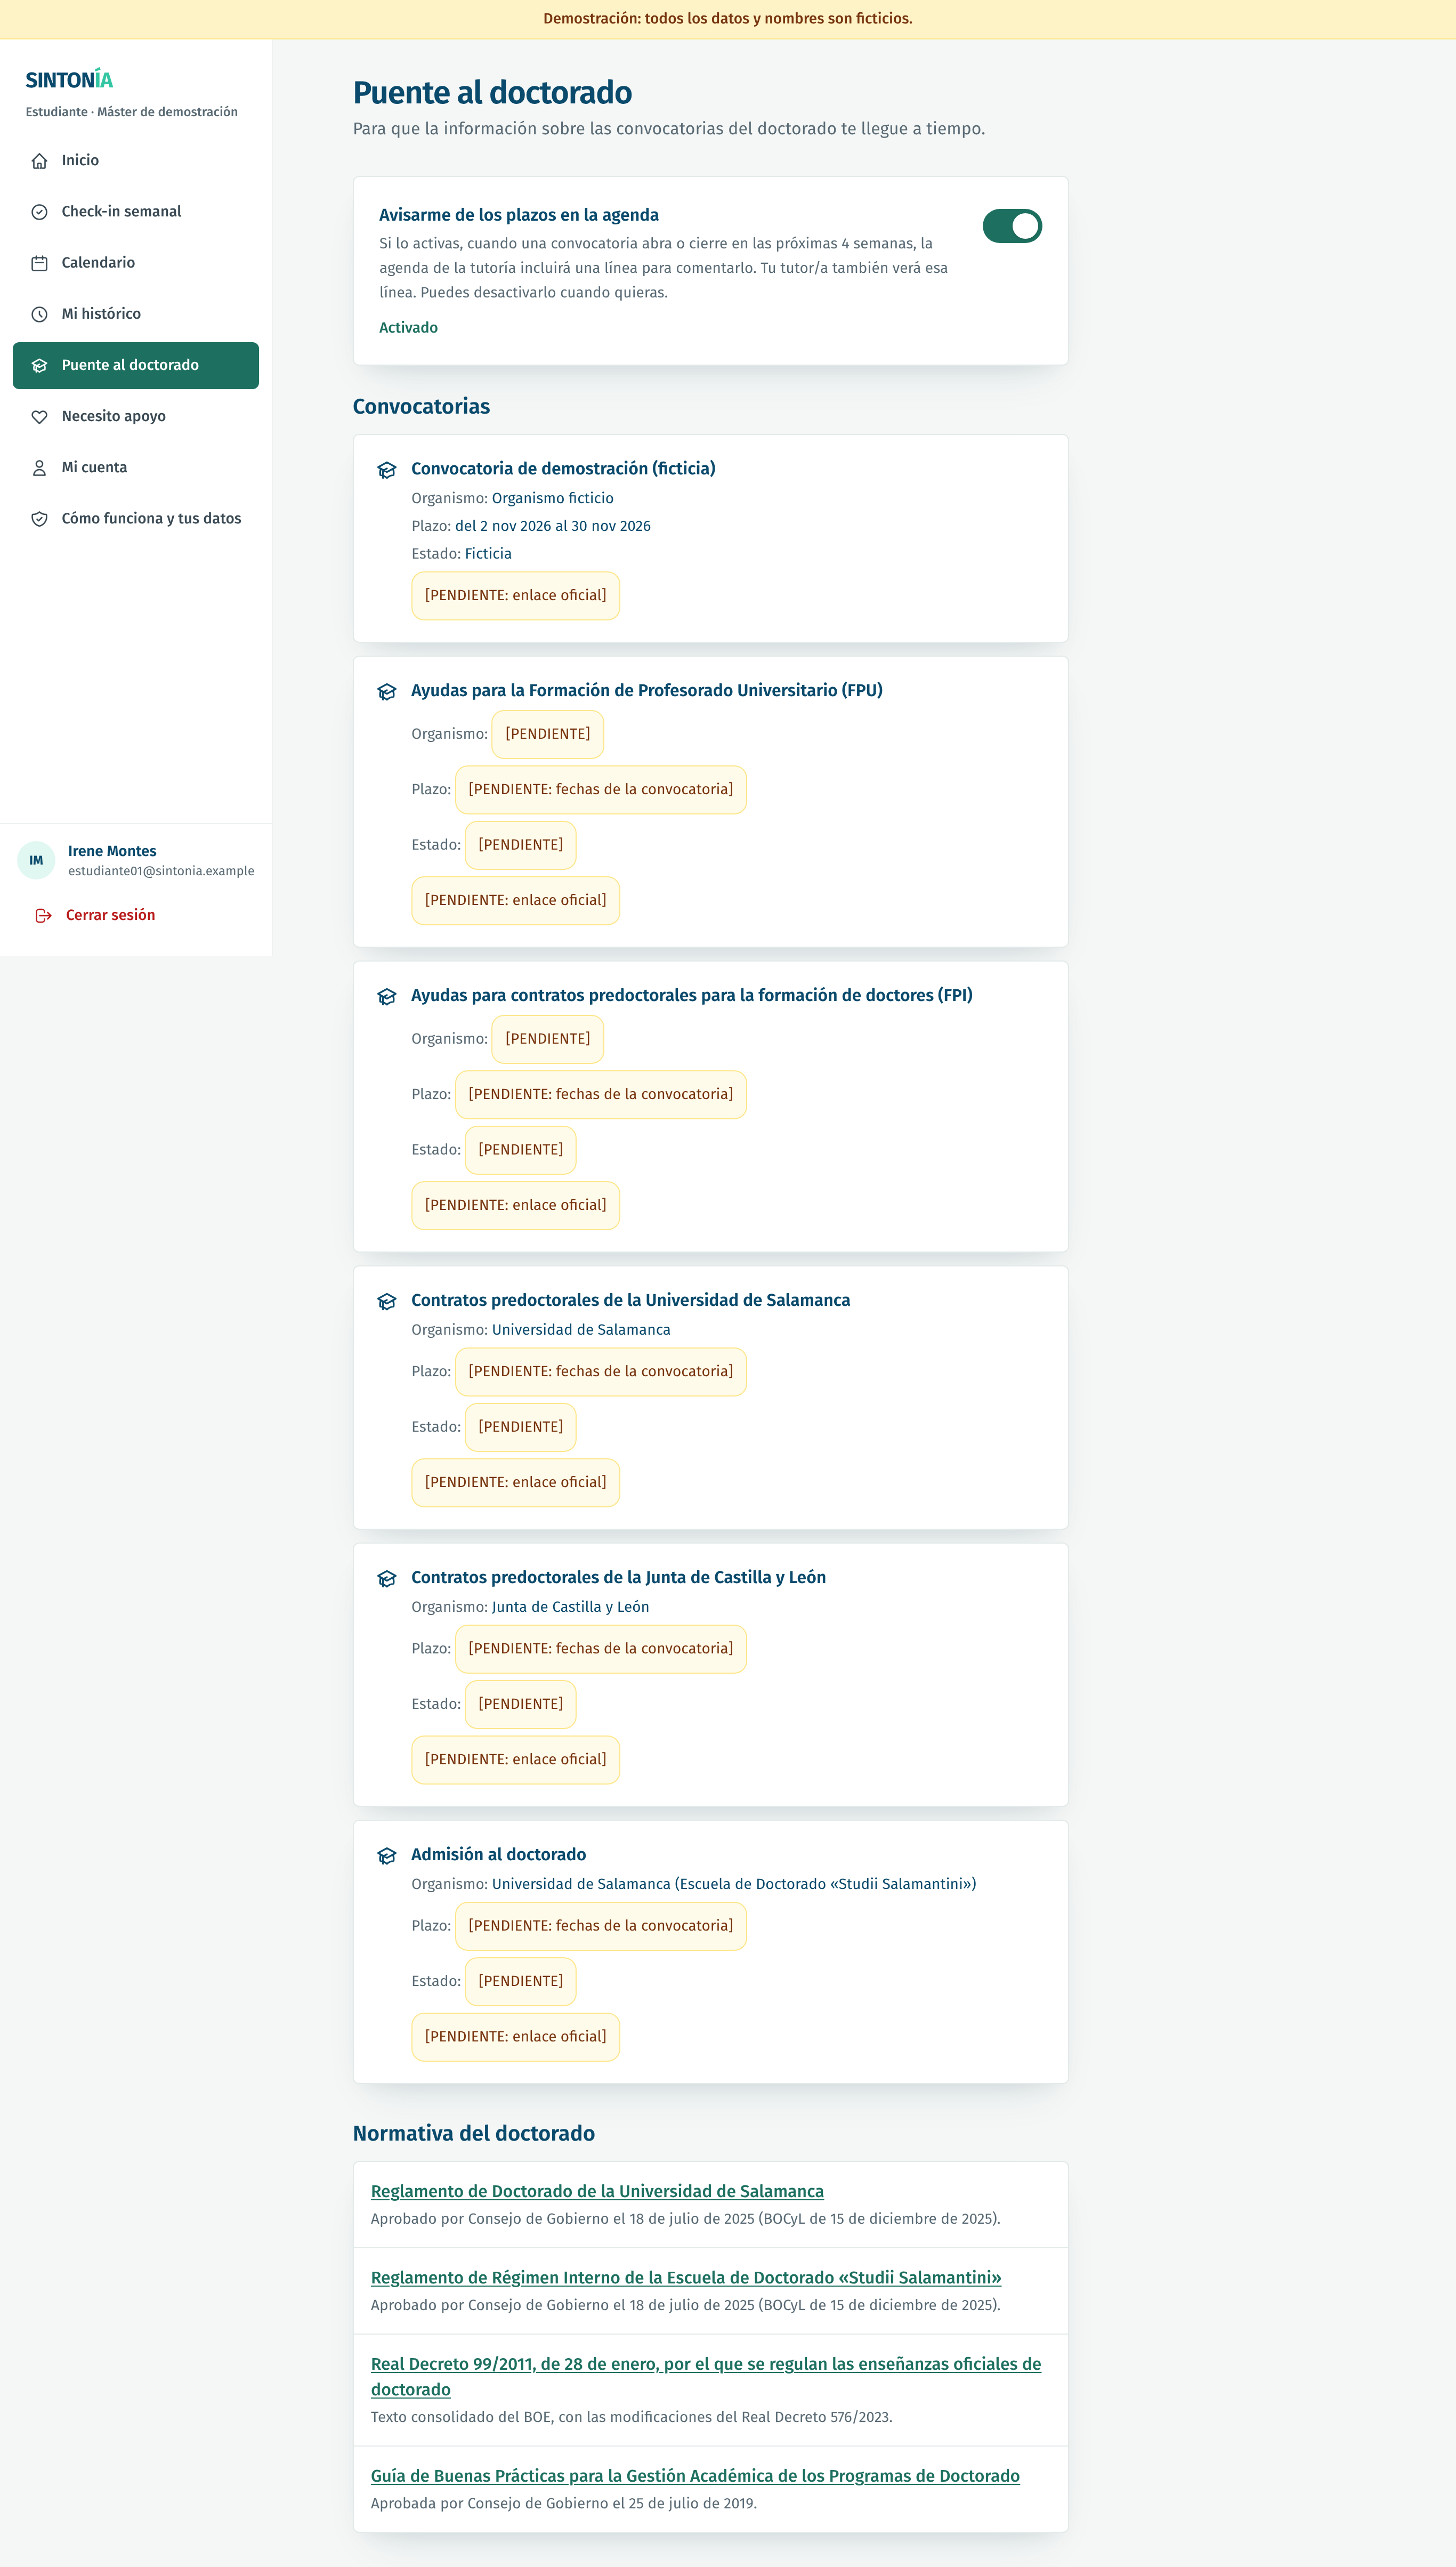 Demostración: todos los datos y nombres son ficticios.
SINTONÍA
Estudiante · Máster de demostración
Inicio
Check-in semanal
Calendario
Mi histórico
Puente al doctorado
Necesito apoyo
Mi cuenta
Cómo funciona y tus datos
IM
Irene Montes
estudiante01@sintonia.example
Cerrar sesión
Puente al doctorado
Para que la información sobre las convocatorias del doctorado te llegue a tiempo.
Avisarme de los plazos en la agenda
Si lo activas, cuando una convocatoria abra o cierre en las próximas 4 semanas, la
agenda de la tutoría incluirá una línea para comentarlo. Tu tutor/a también verá esa
línea. Puedes desactivarlo cuando quieras.
Activado
Convocatorias
Convocatoria de demostración (ficticia)
Organismo: Organismo ficticio
Plazo: del 2 nov 2026 al 30 nov 2026
Estado: Ficticia
[PENDIENTE: enlace oficial]
Ayudas para la Formación de Profesorado Universitario (FPU)
Organismo: [PENDIENTE]
Plazo: [PENDIENTE: fechas de la convocatoria]
Estado: [PENDIENTE]
[PENDIENTE: enlace oficial]
Ayudas para contratos predoctorales para la formación de doctores (FPI)
Organismo: [PENDIENTE]
Plazo: [PENDIENTE: fechas de la convocatoria]
Estado: [PENDIENTE]
[PENDIENTE: enlace oficial]
Contratos predoctorales de la Universidad de Salamanca
Organismo: Universidad de Salamanca
Plazo: [PENDIENTE: fechas de la convocatoria]
Estado: [PENDIENTE]
[PENDIENTE: enlace oficial]
Contratos predoctorales de la Junta de Castilla y León
Organismo: Junta de Castilla y León
Plazo: [PENDIENTE: fechas de la convocatoria]
Estado: [PENDIENTE]
[PENDIENTE: enlace oficial]
Admisión al doctorado
Organismo: Universidad de Salamanca (Escuela de Doctorado «Studii Salamantini»)
Plazo: [PENDIENTE: fechas de la convocatoria]
Estado: [PENDIENTE]
[PENDIENTE: enlace oficial]
Normativa del doctorado
Reglamento de Doctorado de la Universidad de Salamanca
Aprobado por Consejo de Gobierno el 18 de julio de 2025 (BOCyL de 15 de diciembre de 2025).
Reglamento de Régimen Interno de la Escuela de Doctorado «Studii Salamantini»
Aprobado por Consejo de Gobierno el 18 de julio de 2025 (BOCyL de 15 de diciembre de 2025).
Real Decreto 99/2011, de 28 de enero, por el que se regulan las enseñanzas oficiales de
doctorado
Texto consolidado del BOE, con las modificaciones del Real Decreto 576/2023.
Guía de Buenas Prácticas para la Gestión Académica de los Programas de Doctorado
Aprobada por Consejo de Gobierno el 25 de julio de 2019.